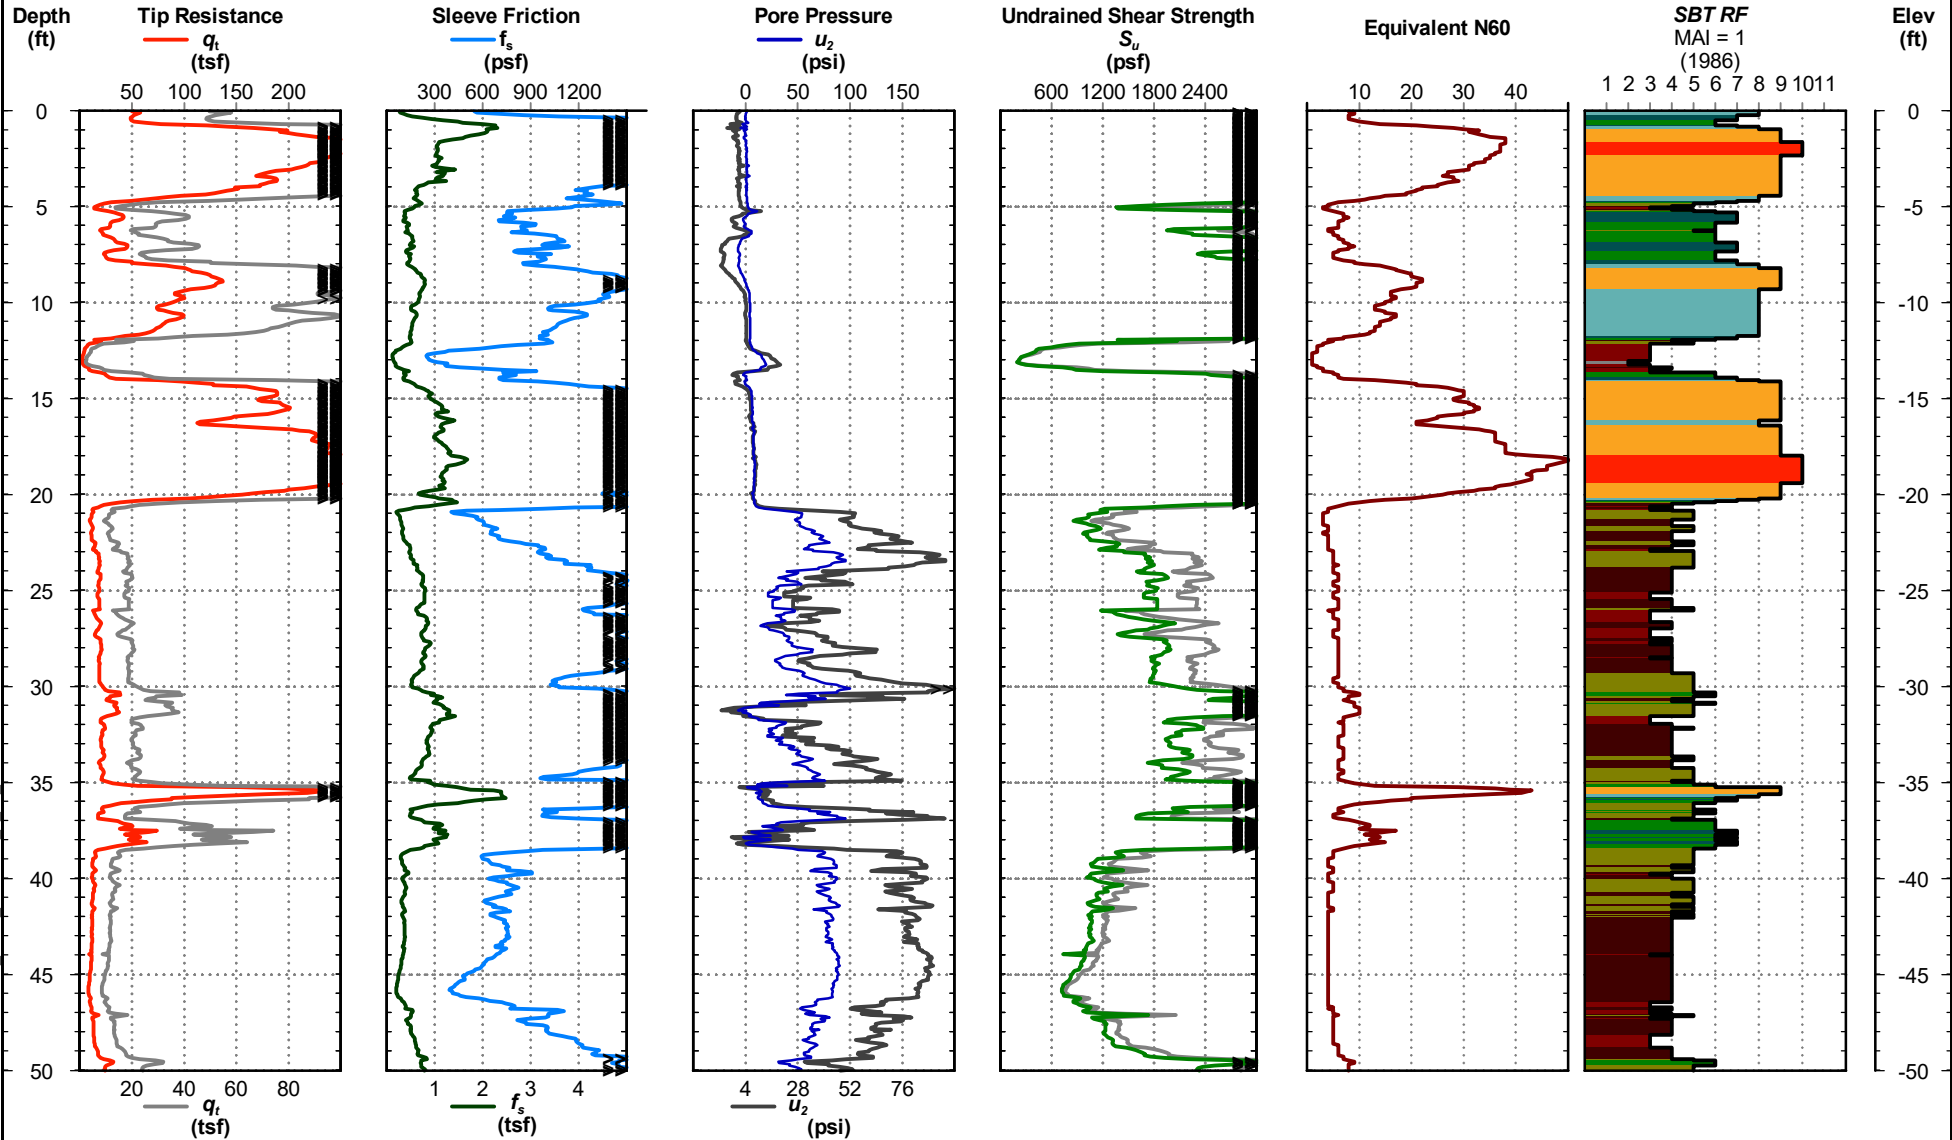 Depth
(ft)
Tip Resistance
qt
(tsf)
Sleeve Friction
fs
(psf)
Pore Pressure
u2
(psi)
Undrained Shear Strength
Su
(psf)
Equivalent N60
SBT RF
MAI = 1
(1986)
Elev
(ft)
50 100 150 200
300 600 900 1200
0 50 100 150
600 1200 1800 2400
10 20 30 40
1 2 3 4 5 6 7 8 9 10 11
0
5
10
15
20
25
30
35
40
45
50
0
-5
-10
-15
-20
-25
-30
-35
-40
-45
-50
20 40 60 80
1 2 3 4
4 28 52 76
qt
(tsf)
fs
(tsf)
u2
(psi)